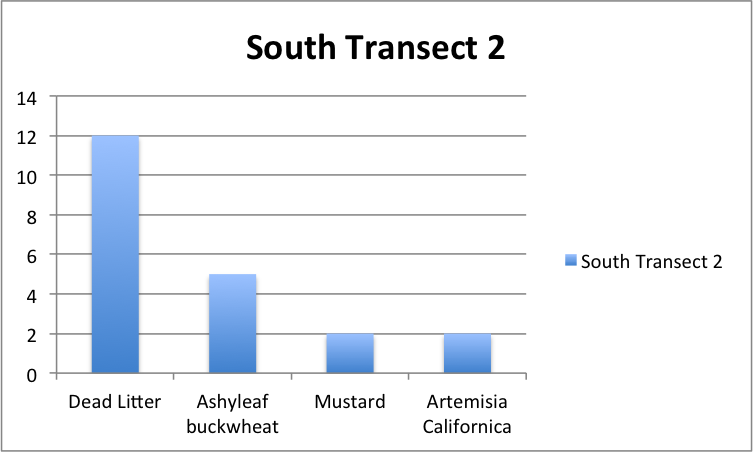 South Transect 2
14
12
10
8
6
4
2
0
Dead Litter
Ashyleaf
buckwheat
Mustard
Artemisia
Californica
South Transect 2